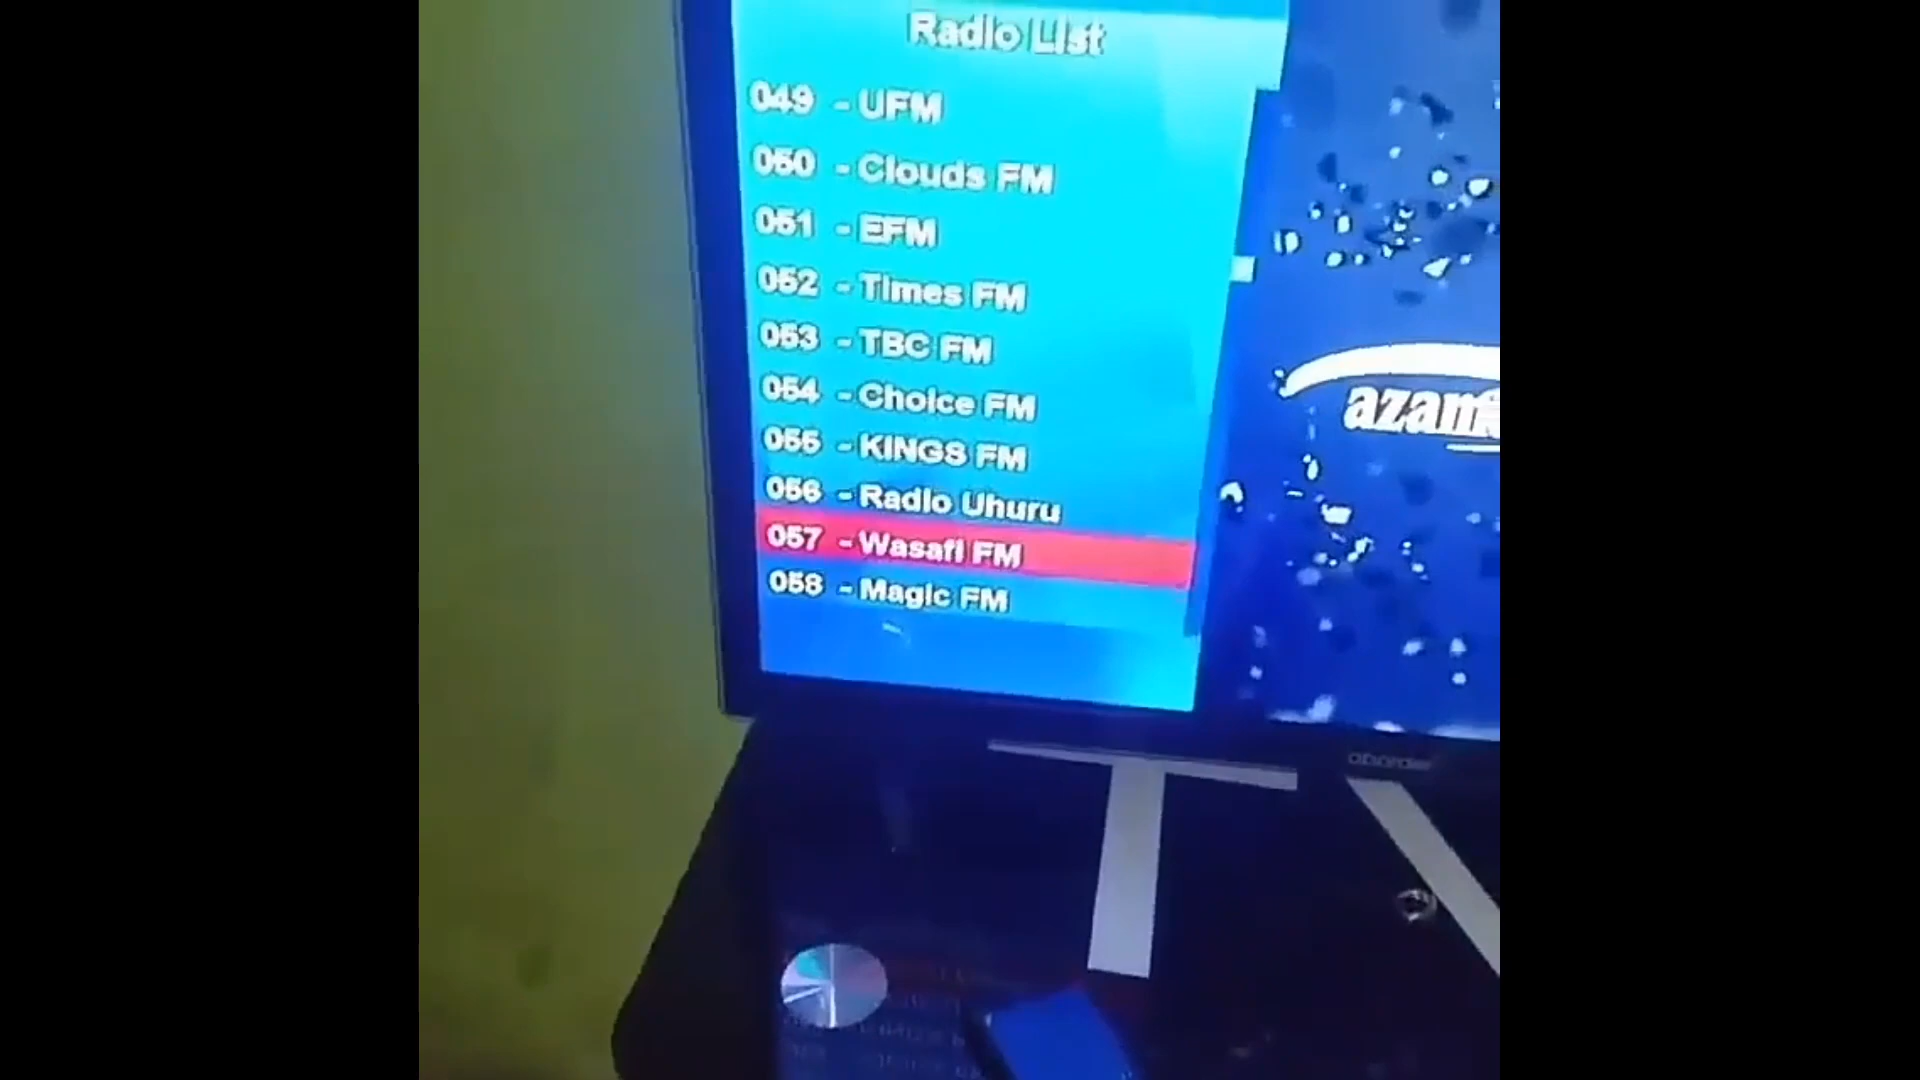 Radio List
049 - UFM
050 - Clouds FM
051 - EFM
052 - Times FM
053 - TBC FM
054 - Choice FM
055 - KINGS FM
056 - Radio Uhuru
057 - Wasafi FM
058 - Magic FM
azam